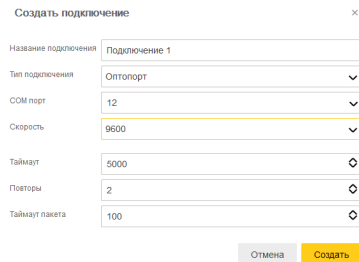 Создать подключение
Название подключения Подключение 1
Тип подключения Оптопорт
COM порт 12
Скорость 9600
Таймаут 5000
Повторы 2
Таймаут пакета 100
Отмена Создать